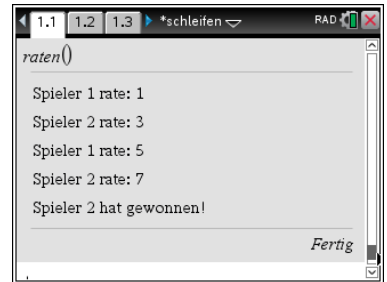 1.1 1.2 1.3 *schleifen RAD
raten()
Spieler 1 rate: 1
Spieler 2 rate: 3
Spieler 1 rate: 5
Spieler 2 rate: 7
Spieler 2 hat gewonnen!
Fertig